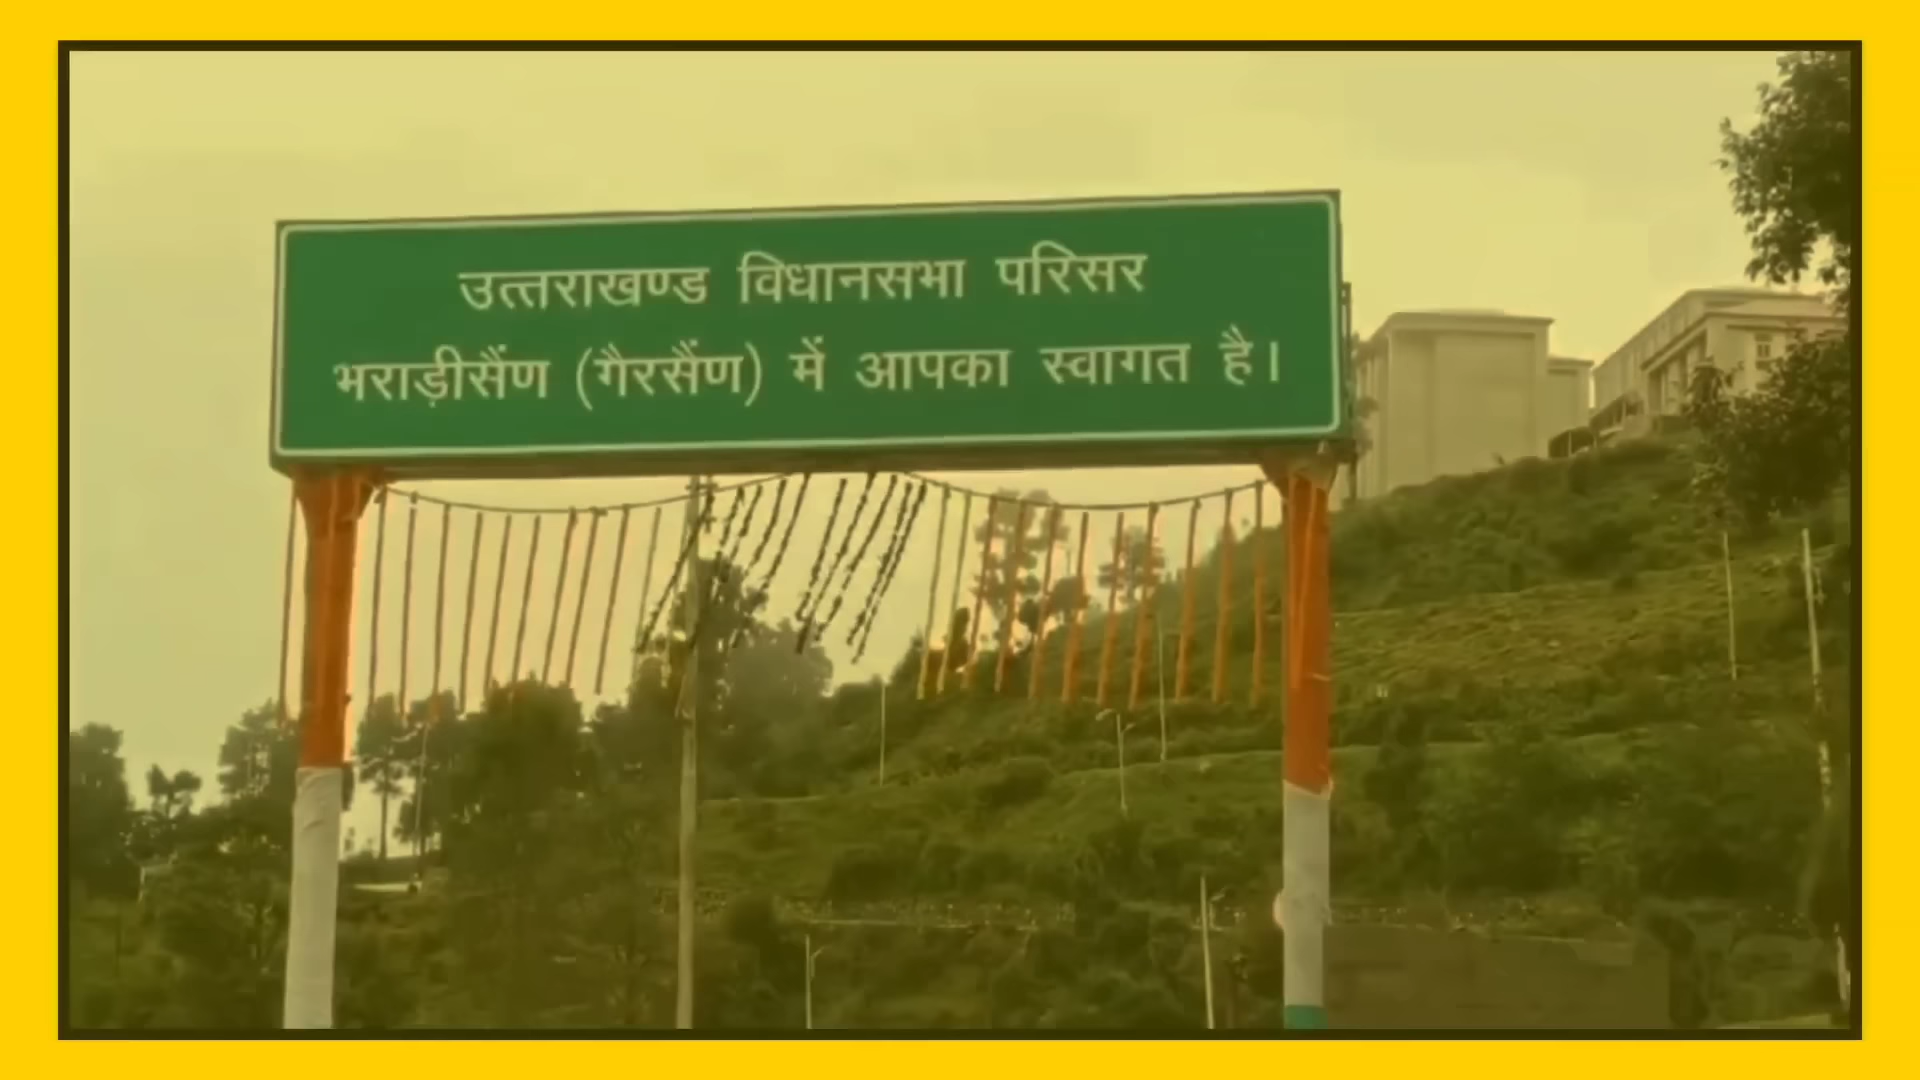 उत्तराखण्ड विधानसभा परिसर
भराड़ीसैंण (गैरसैंण) में आपका स्वागत है।